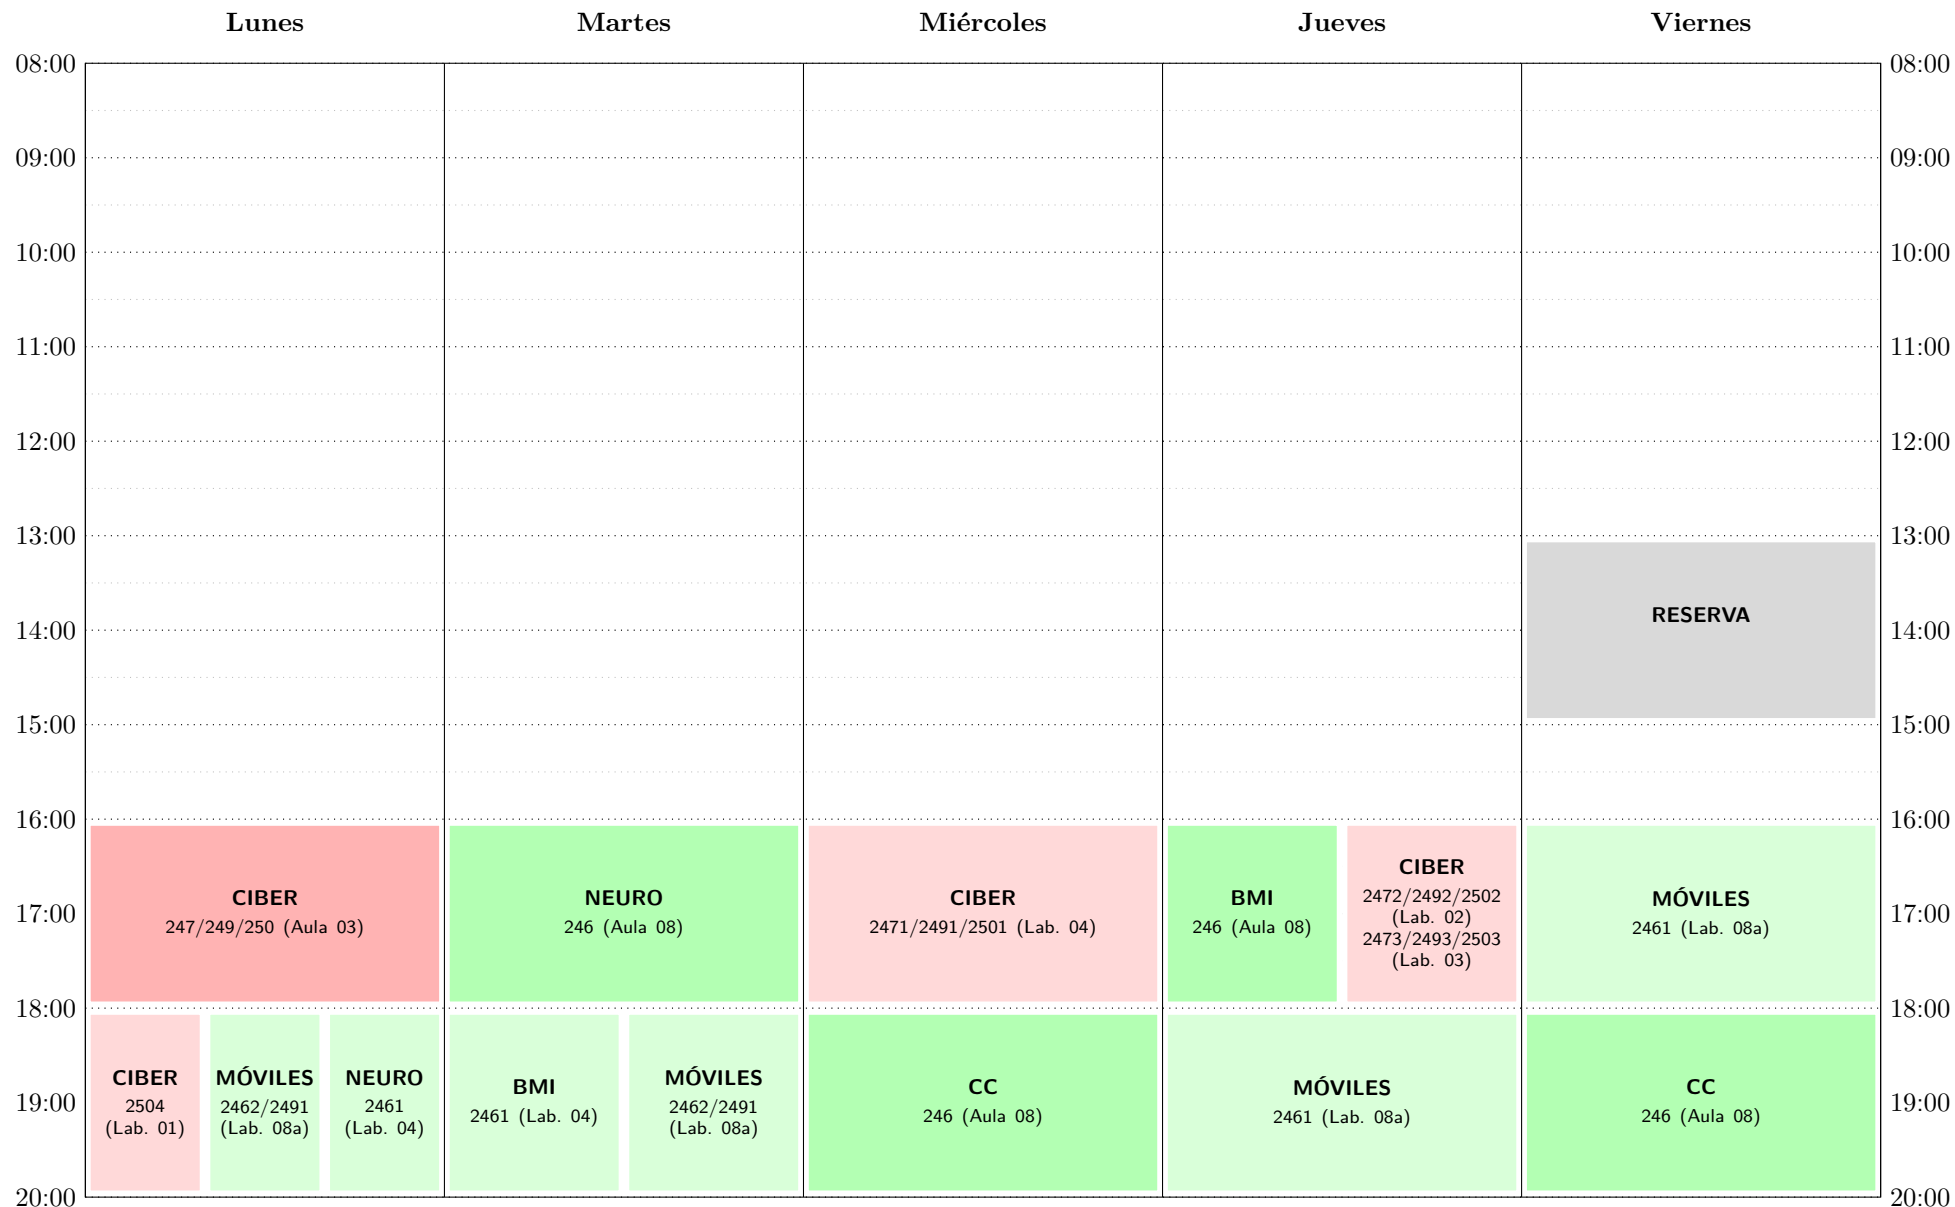 Lunes Martes Miércoles Jueves Viernes
08:00 08:00
09:00 09:00
10:00 10:00
11:00 11:00
12:00 12:00
13:00 13:00
RESERVA
14:00 14:00
15:00 15:00
16:00 16:00
CIBER
247/249/250 (Aula 03)
NEURO
246 (Aula 08)
CIBER
2471/2491/2501 (Lab. 04)
BMI
246 (Aula 08)
CIBER
2472/2492/2502
(Lab. 02)
2473/2493/2503
(Lab. 03)
MÓVILES
2461 (Lab. 08a)
17:00 17:00
18:00 18:00
CIBER
2504
(Lab. 01)
MÓVILES
2462/2491
(Lab. 08a)
NEURO
2461
(Lab. 04)
BMI
2461 (Lab. 04)
MÓVILES
2462/2491
(Lab. 08a)
CC
246 (Aula 08)
MÓVILES
2461 (Lab. 08a)
CC
246 (Aula 08)
19:00 19:00
20:00 20:00